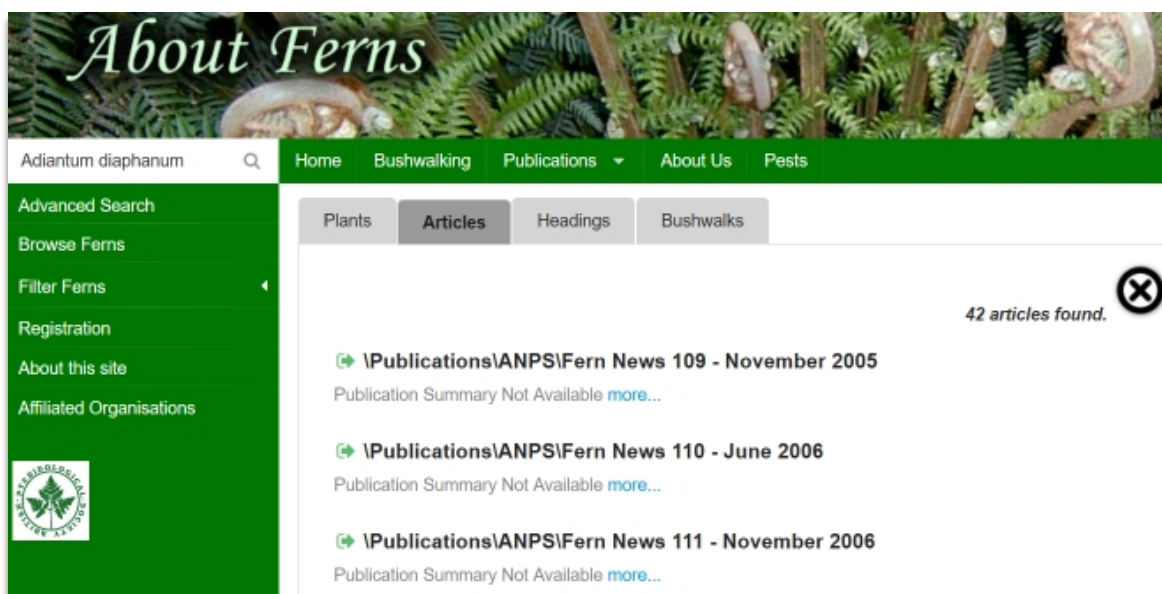 About Ferns
Adiantum diaphanum
Home Bushwalking Publications About Us Pests
Advanced Search
Browse Ferns
Filter Ferns
Registration
About this site
Affiliated Organisations
BRITISH PTERIDOLOGICAL SOCIETY
Plants Articles Headings Bushwalks
42 articles found.
\Publications\ANPS\Fern News 109 - November 2005
Publication Summary Not Available more...
\Publications\ANPS\Fern News 110 - June 2006
Publication Summary Not Available more...
\Publications\ANPS\Fern News 111 - November 2006
Publication Summary Not Available more...